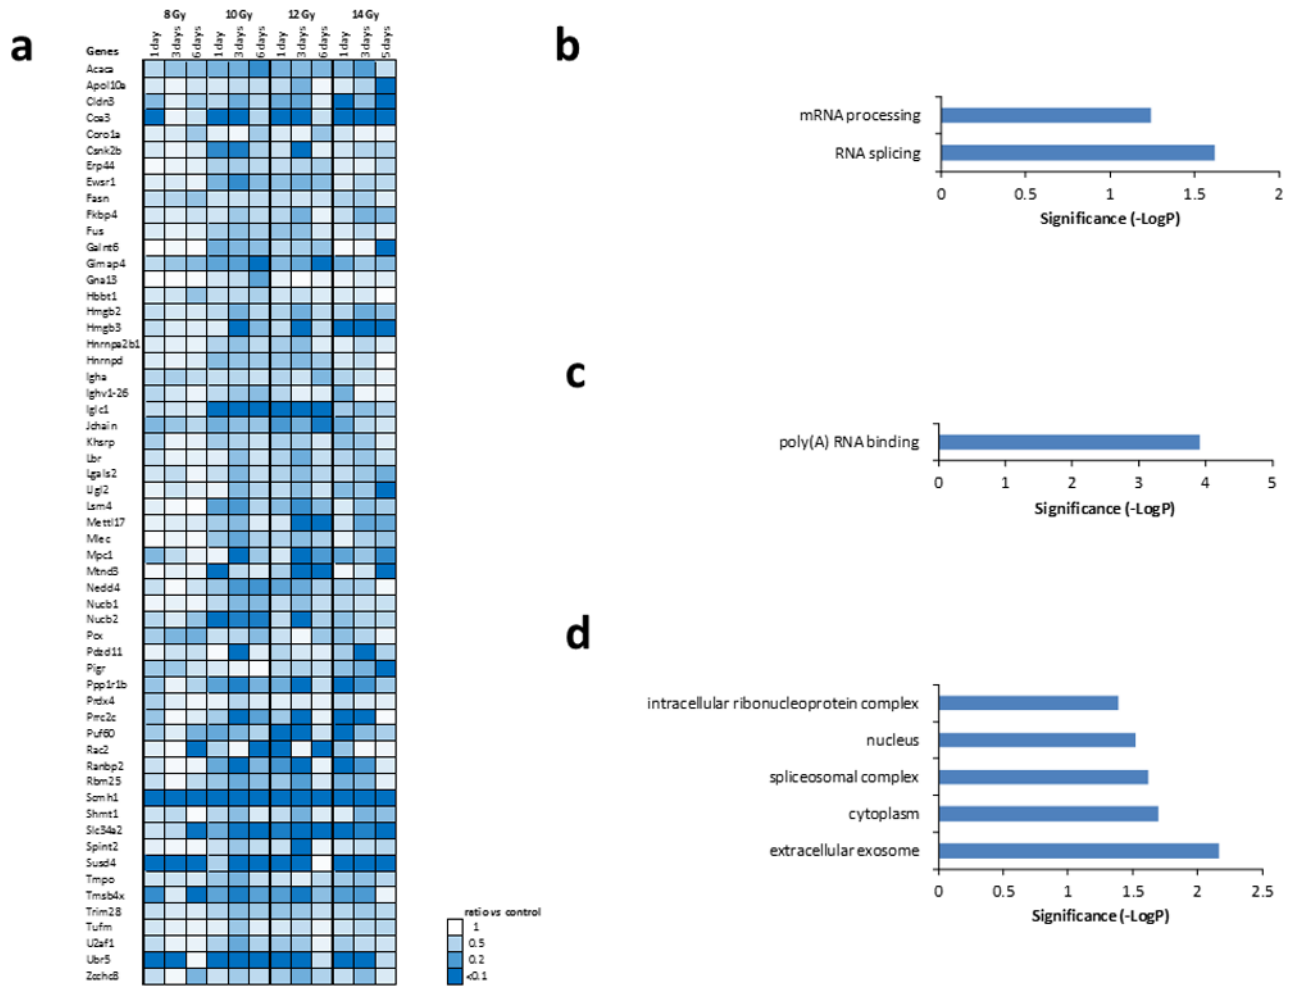 a
8 Gy 10 Gy 12 Gy 14 Gy
Genes 1 day 3 days 6 days 1 day 3 days 6 days 1 day 3 days 6 days 1 day 3 days 5 days
Acaca
Apol10a
Cldn3
Coa3
Coro1a
Csnk2b
Erp44
Ewsr1
Fasn
Fkbp4
Fus
Galnt6
Gimap4
Gna13
Hbbt1
Hmgb2
Hmgb3
Hnrnpa2b1
Hnrnpd
Igha
Ighv1-26
Iglc1
Jchain
Khsrp
Lbr
Lgals2
Ugl2
Lsm4
Mettl17
Mlec
Mpc1
Mtnd3
Nedd4
Nucb1
Nucb2
Pcx
Pdzd11
Pigr
Ppp1r1b
Prdx4
Prrc2c
Puf60
Rac2
Ranbp2
Rbm25
Scmh1
Shmt1
Slc34a2
Spint2
Susd4
Tmpo
Tmsb4x
Trim28
Tufm
U2af1
Ubr5
Zcchc8
ratio vs control
1
0.5
0.2
<0.1
b
mRNA processing
RNA splicing
0 0.5 1 1.5 2
Significance (-LogP)
c
poly(A) RNA binding
0 1 2 3 4 5
Significance (-LogP)
d
intracellular ribonucleoprotein complex
nucleus
spliceosomal complex
cytoplasm
extracellular exosome
0 0.5 1 1.5 2 2.5
Significance (-LogP)